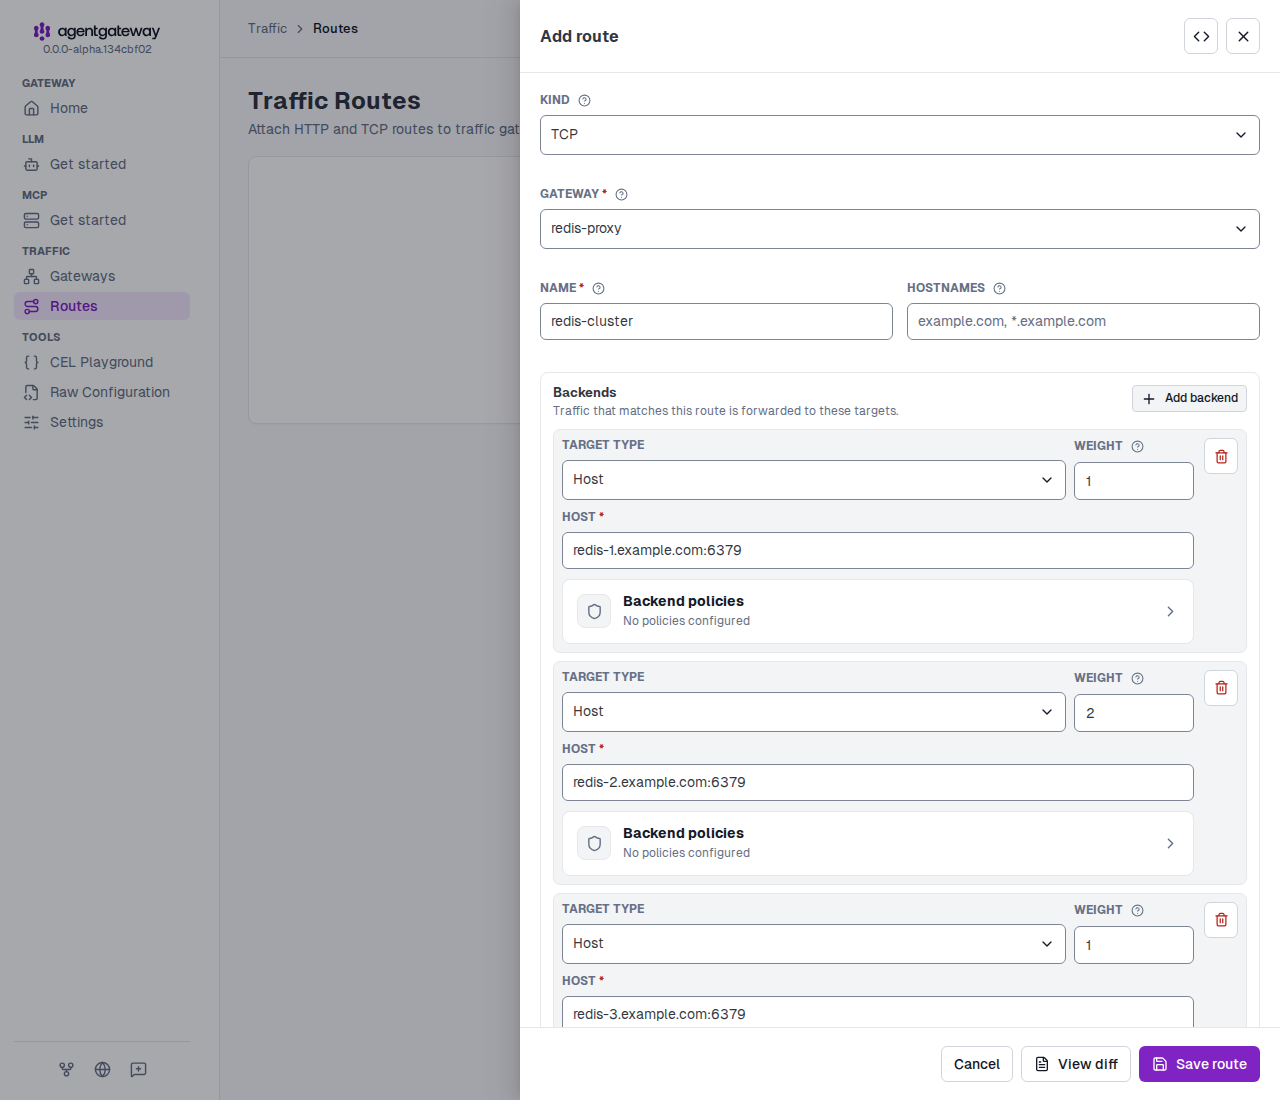 agentgateway
0.0.0-alpha.134cbf02
GATEWAY
Home
LLM
Get started
MCP
Get started
TRAFFIC
Gateways
Routes
TOOLS
CEL Playground
Raw Configuration
Settings
Traffic > Routes
Traffic Routes
Attach HTTP and TCP routes to traffic gat
Add route
KIND
TCP
GATEWAY *
redis-proxy
NAME * HOSTNAMES
redis-cluster example.com, *.example.com
Backends
Traffic that matches this route is forwarded to these targets.
Add backend
TARGET TYPE WEIGHT
Host 1
HOST *
redis-1.example.com:6379
Backend policies
No policies configured
TARGET TYPE WEIGHT
Host 2
HOST *
redis-2.example.com:6379
Backend policies
No policies configured
TARGET TYPE WEIGHT
Host 1
HOST *
redis-3.example.com:6379
Cancel View diff Save route